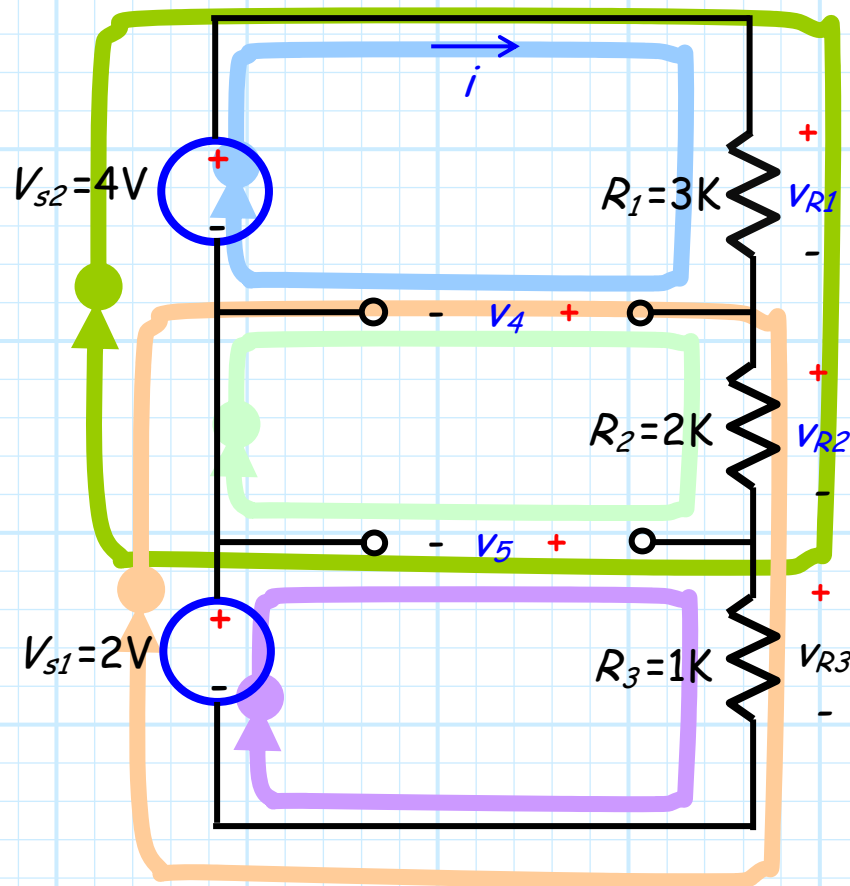 i
+
+
Vs2=4V
R1=3K
vR1
-
-
- v4 +
+
R2=2K
vR2
-
- v5 +
+
+
Vs1=2V
R3=1K
vR3
-
-